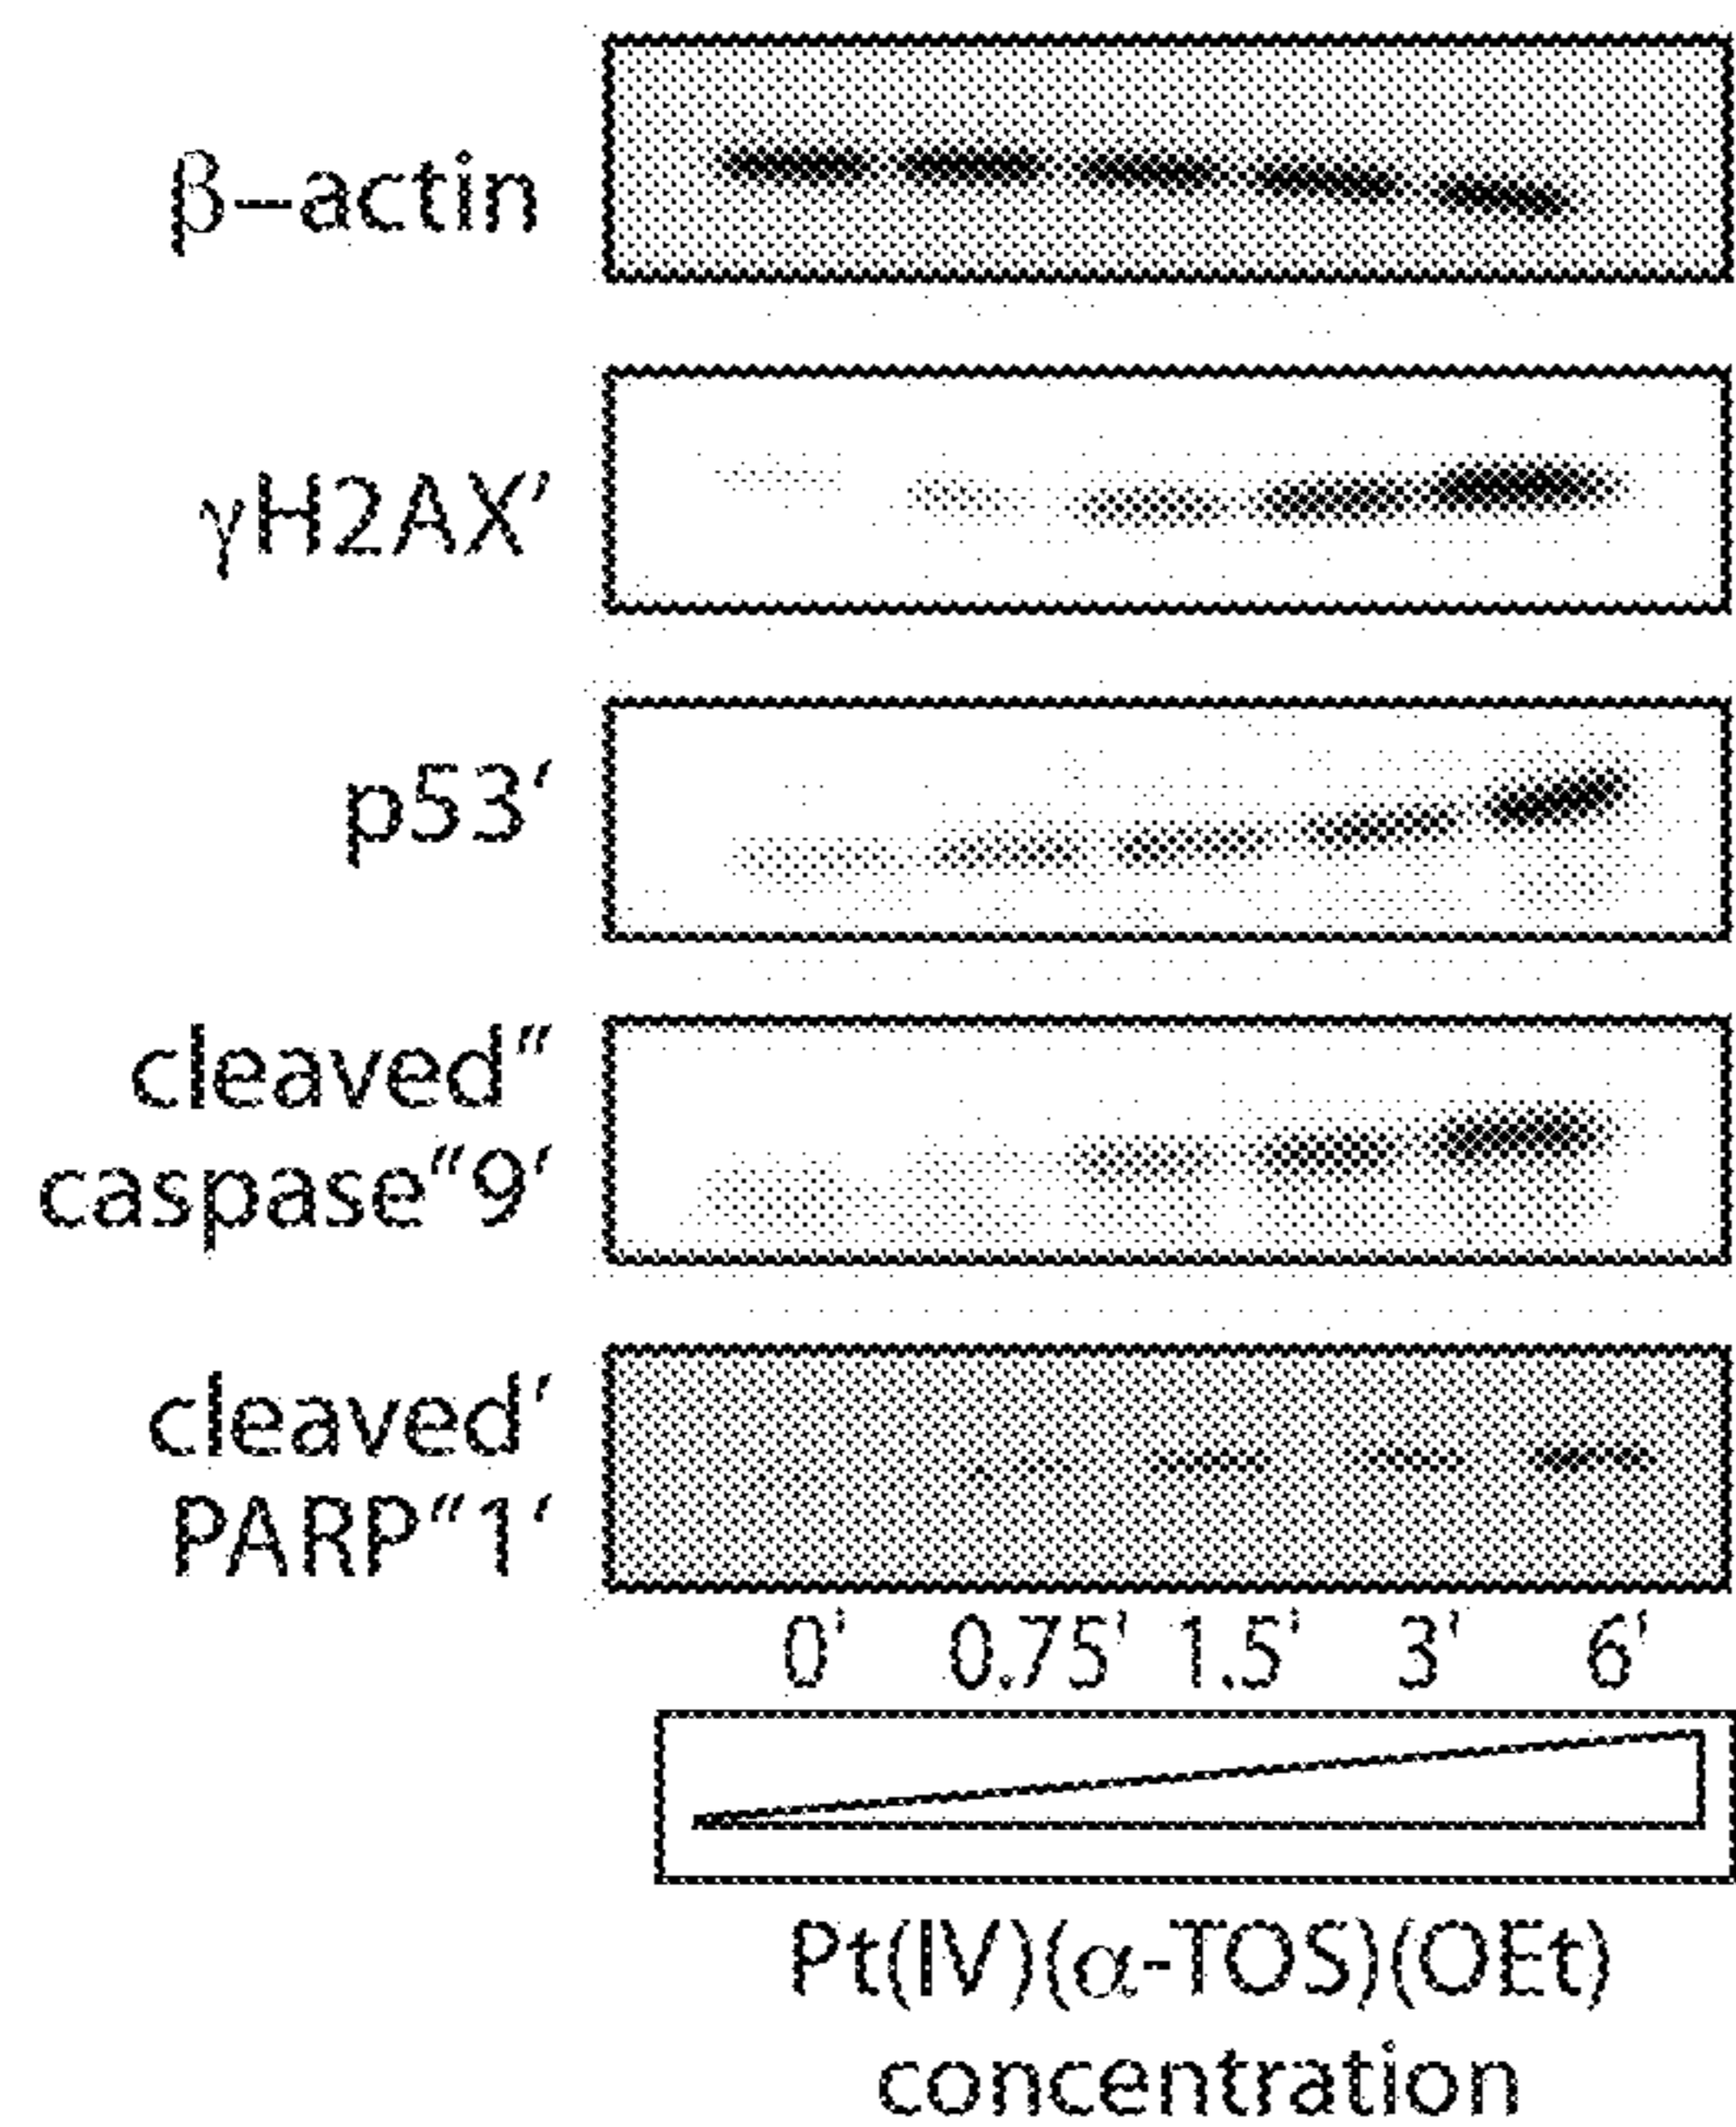 β–actin
γH2AX'
p53'
cleaved"
caspase"9'
cleaved'
PARP"1'
0' 0.75' 1.5' 3' 6'
Pt(IV)(α-TOS)(OEt)
concentration